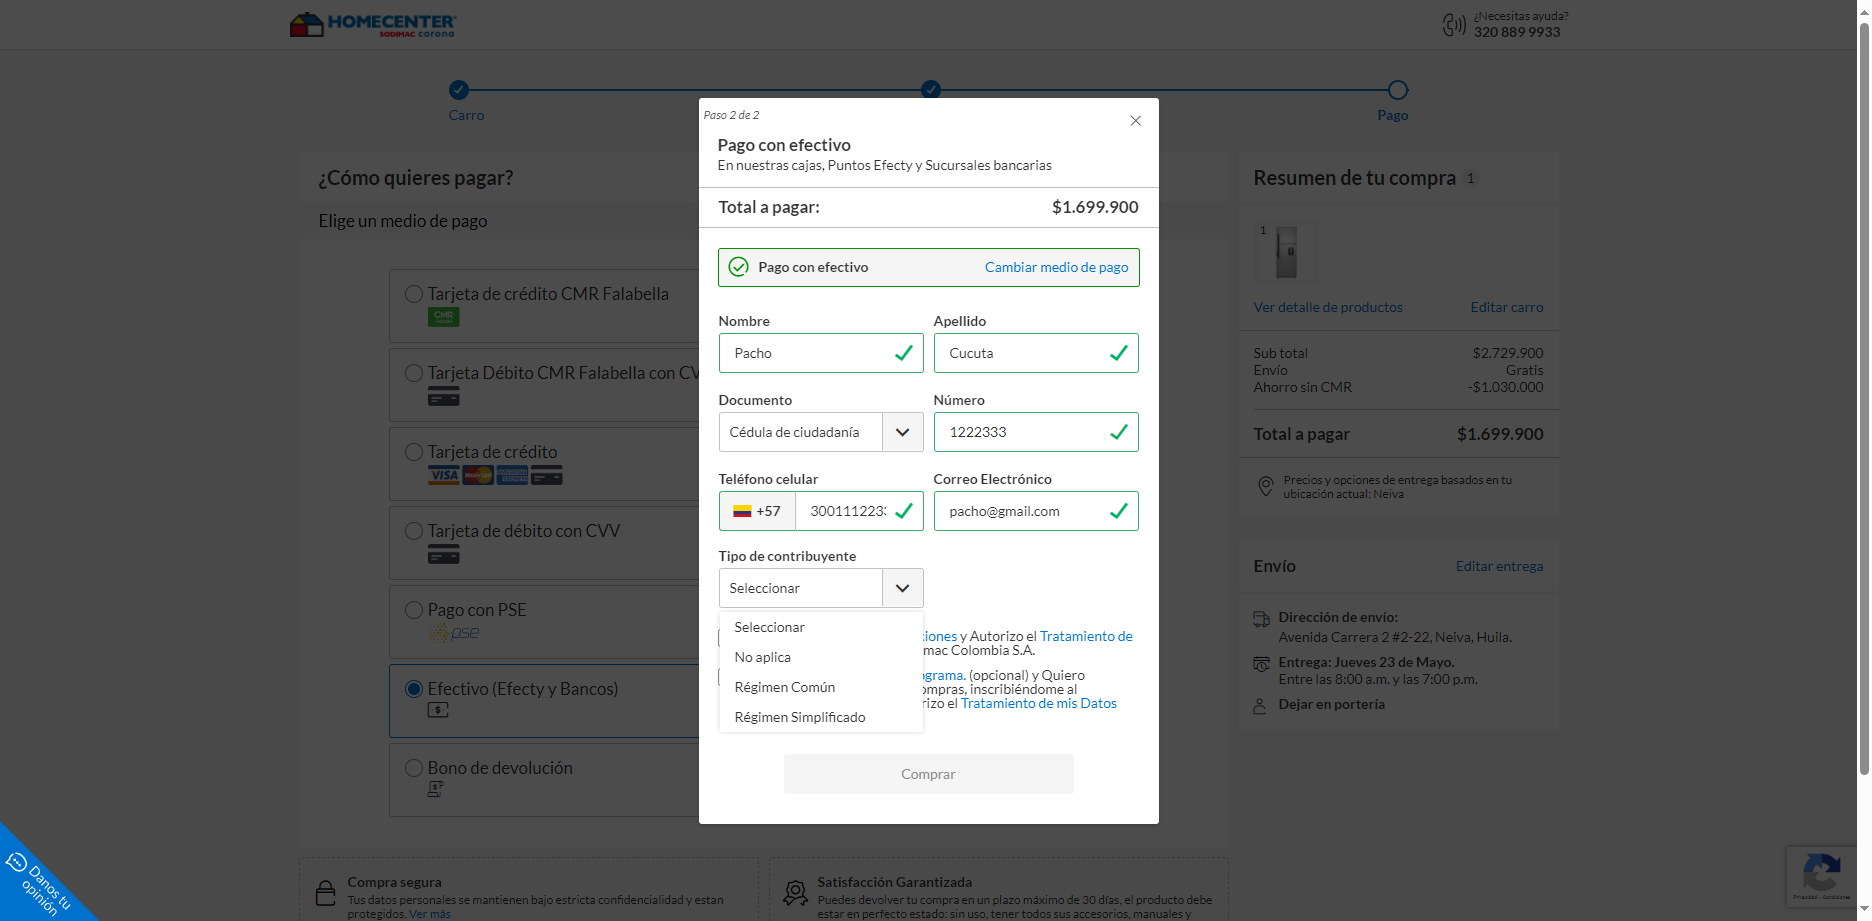 HOMECENTER
SODIMAC corona
¿Necesitas ayuda?
320 889 9933
Carro
Pago
¿Cómo quieres pagar?
Elige un medio de pago
Tarjeta de crédito CMR Falabella
CMR
Tarjeta Débito CMR Falabella con CV
Tarjeta de crédito
VISA
MasterCard
AMERICAN EXPRESS
Tarjeta de débito con CVV
Pago con PSE
pse
Efectivo (Efecty y Bancos)
Bono de devolución
Paso 2 de 2
Pago con efectivo
En nuestras cajas, Puntos Efecty y Sucursales bancarias
Total a pagar: $1.699.900
Pago con efectivo Cambiar medio de pago
Nombre Apellido
Pacho Cucuta
Documento Número
Cédula de ciudadanía 1222333
Teléfono celular Correo Electrónico
+57 300111223 pacho@gmail.com
Tipo de contribuyente
Seleccionar
Seleccionar
No aplica
Régimen Común
Régimen Simplificado
ciones y Autorizo el Tratamiento de
mac Colombia S.A.
ograma. (opcional) y Quiero
ompras, inscribiéndome al
rizo el Tratamiento de mis Datos
Comprar
Resumen de tu compra 1
1
Ver detalle de productos Editar carro
Sub total $2.729.900
Envío Gratis
Ahorro sin CMR -$1.030.000
Total a pagar $1.699.900
Precios y opciones de entrega basados en tu
ubicación actual: Neiva
Envío Editar entrega
Dirección de envío:
Avenida Carrera 2 #2-22, Neiva, Huila.
Entrega: Jueves 23 de Mayo.
Entre las 8:00 a.m. y las 7:00 p.m.
Dejar en portería
Compra segura
Tus datos personales se mantienen bajo estricta confidencialidad y estan
protegidos. Ver más
Satisfacción Garantizada
Puedes devolver tu compra en un plazo máximo de 30 días, el producto debe
estar en perfecto estado: sin uso, tener todos sus accesorios, manuales y
Danos tu
opinión
Privacidad - Condiciones